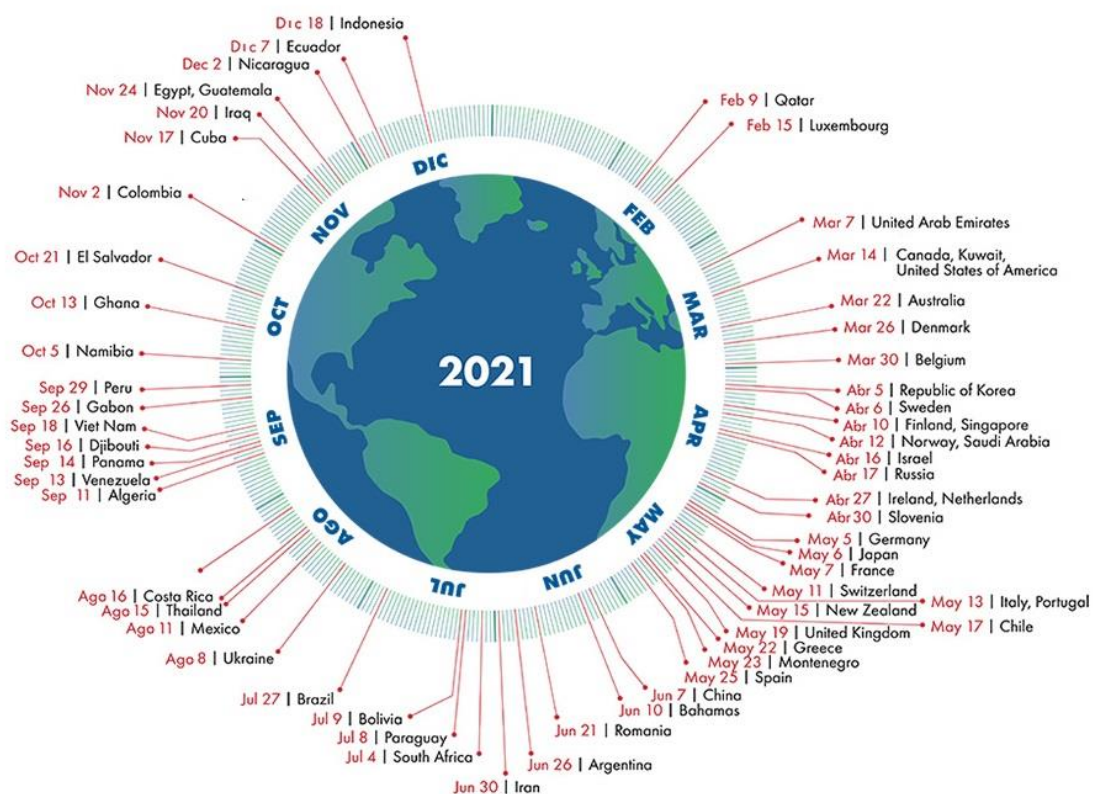 Dic 18 | Indonesia
Dic 7 | Ecuador
Dec 2 | Nicaragua
Nov 24 | Egypt, Guatemala
Nov 20 | Iraq
Nov 17 | Cuba
Nov 2 | Colombia
Oct 21 | El Salvador
Oct 13 | Ghana
Oct 5 | Namibia
Sep 29 | Peru
Sep 26 | Gabon
Sep 18 | Viet Nam
Sep 16 | Djibouti
Sep 14 | Panama
Sep 13 | Venezuela
Sep 11 | Algeria
Ago 16 | Costa Rica
Ago 15 | Thailand
Ago 11 | Mexico
Ago 8 | Ukraine
Jul 27 | Brazil
Jul 9 | Bolivia
Jul 8 | Paraguay
Jul 4 | South Africa
Jun 30 | Iran
Feb 9 | Qatar
Feb 15 | Luxembourg
Mar 7 | United Arab Emirates
Mar 14 | Canada, Kuwait,
United States of America
Mar 22 | Australia
Mar 26 | Denmark
Mar 30 | Belgium
Abr 5 | Republic of Korea
Abr 6 | Sweden
Abr 10 | Finland, Singapore
Abr 12 | Norway, Saudi Arabia
Abr 16 | Israel
Abr 17 | Russia
Abr 27 | Ireland, Netherlands
Abr 30 | Slovenia
May 5 | Germany
May 6 | Japan
May 7 | France
May 11 | Switzerland
May 13 | Italy, Portugal
May 15 | New Zealand
May 17 | Chile
May 19 | United Kingdom
May 22 | Greece
May 23 | Montenegro
May 25 | Spain
Jun 7 | China
Jun 10 | Bahamas
Jun 21 | Romania
Jun 26 | Argentina
DIC
FEB
MAR
APR
MAY
JUN
JUL
AGO
SEP
OCT
NOV
2021